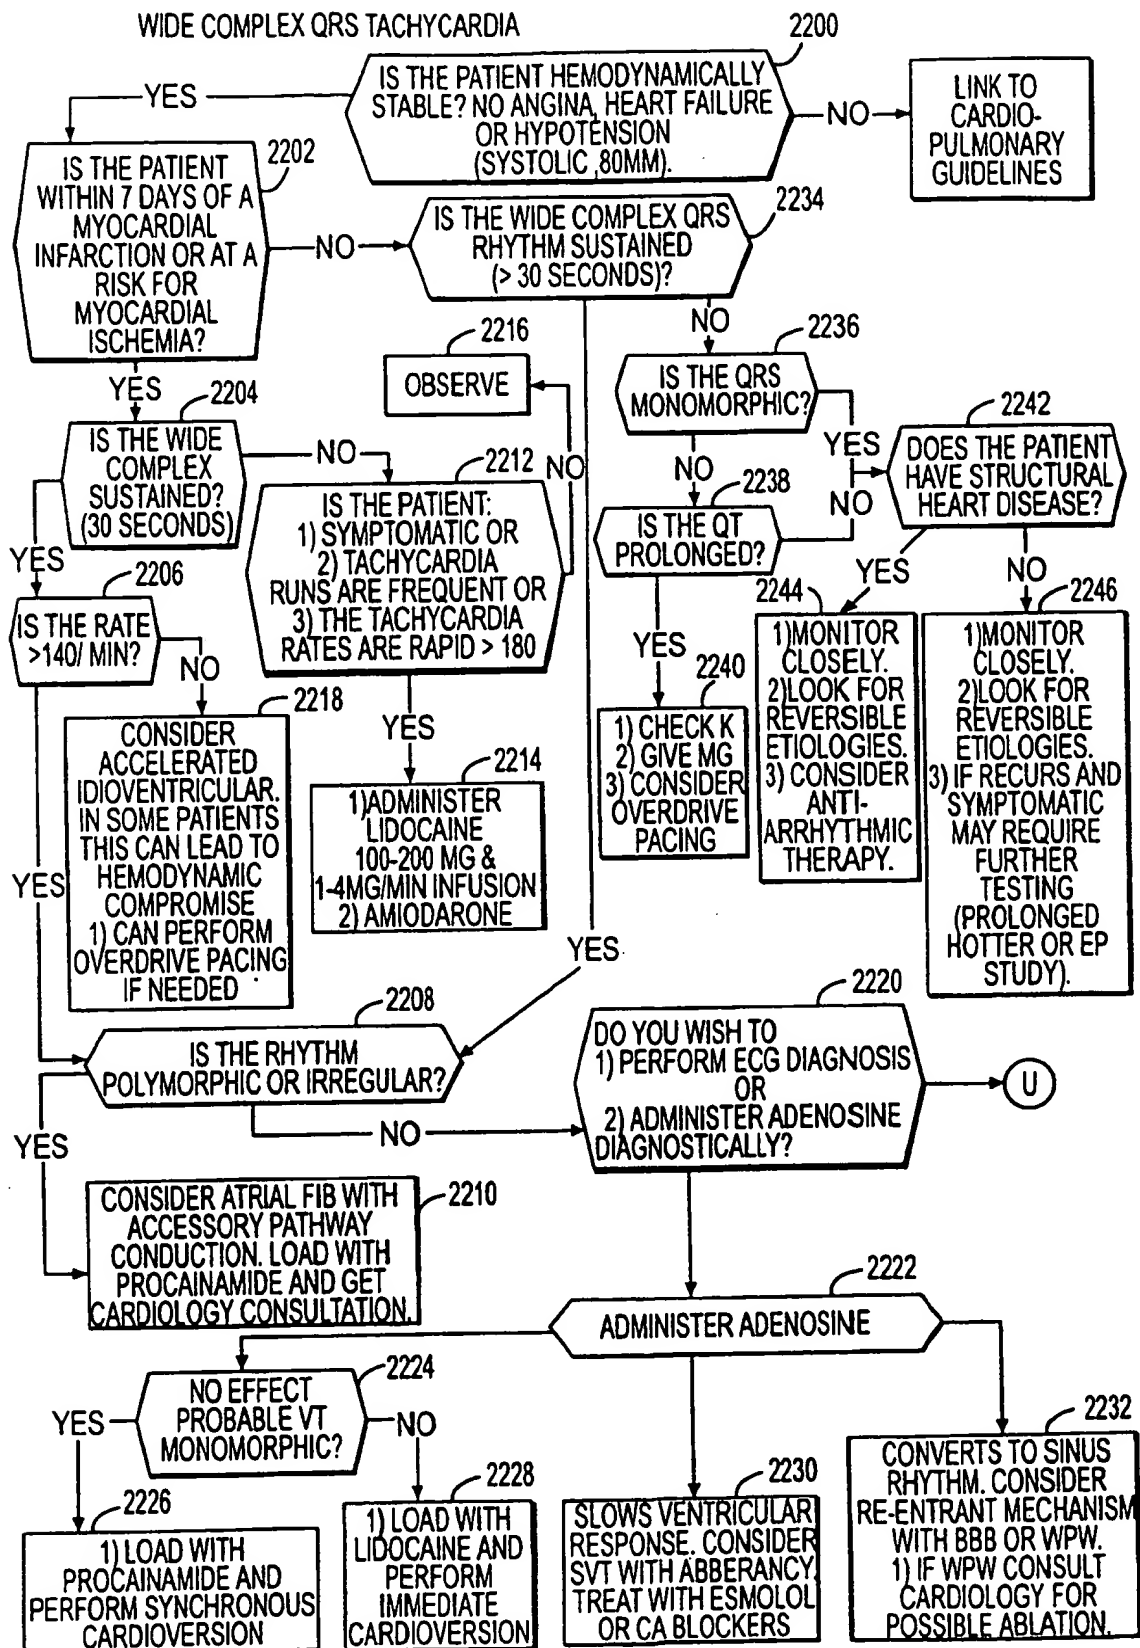 WIDE COMPLEX QRS TACHYCARDIA
2200
IS THE PATIENT HEMODYNAMICALLY
STABLE? NO ANGINA, HEART FAILURE
OR HYPOTENSION
(SYSTOLIC ,80MM).
YES
NO
LINK TO
CARDIO-
PULMONARY
GUIDELINES
2202
IS THE PATIENT
WITHIN 7 DAYS OF A
MYOCARDIAL
INFARCTION OR AT A
RISK FOR
MYOCARDIAL
ISCHEMIA?
NO
YES
2234
IS THE WIDE COMPLEX QRS
RHYTHM SUSTAINED
(> 30 SECONDS)?
NO
YES
2216
OBSERVE
2236
IS THE QRS
MONOMORPHIC?
YES
NO
2204
IS THE WIDE
COMPLEX
SUSTAINED?
(30 SECONDS)
NO
YES
2212
IS THE PATIENT:
1) SYMPTOMATIC OR
2) TACHYCARDIA
RUNS ARE FREQUENT OR
3) THE TACHYCARDIA
RATES ARE RAPID > 180
NO
YES
2238
IS THE QT
PROLONGED?
NO
YES
2242
DOES THE PATIENT
HAVE STRUCTURAL
HEART DISEASE?
YES
NO
2206
IS THE RATE
>140/ MIN?
NO
YES
2218
CONSIDER
ACCELERATED
IDIOVENTRICULAR.
IN SOME PATIENTS
THIS CAN LEAD TO
HEMODYNAMIC
COMPROMISE
1) CAN PERFORM
OVERDRIVE PACING
IF NEEDED
2214
1)ADMINISTER
LIDOCAINE
100-200 MG &
1-4MG/MIN INFUSION
2) AMIODARONE
2240
1) CHECK K
2) GIVE MG
3) CONSIDER
OVERDRIVE
PACING
2244
1)MONITOR
CLOSELY.
2)LOOK FOR
REVERSIBLE
ETIOLOGIES.
3) CONSIDER
ANTI-
ARRHYTHMIC
THERAPY.
2246
1)MONITOR
CLOSELY.
2)LOOK FOR
REVERSIBLE
ETIOLOGIES.
3) IF RECURS AND
SYMPTOMATIC
MAY REQUIRE
FURTHER
TESTING
(PROLONGED
HOTTER OR EP
STUDY).
2208
IS THE RHYTHM
POLYMORPHIC OR IRREGULAR?
YES
NO
2220
DO YOU WISH TO
1) PERFORM ECG DIAGNOSIS
OR
2) ADMINISTER ADENOSINE
DIAGNOSTICALLY?
U
2210
CONSIDER ATRIAL FIB WITH
ACCESSORY PATHWAY
CONDUCTION. LOAD WITH
PROCAINAMIDE AND GET
CARDIOLOGY CONSULTATION.
2222
ADMINISTER ADENOSINE
2224
NO EFFECT
PROBABLE VT
MONOMORPHIC?
YES
NO
2226
1) LOAD WITH
PROCAINAMIDE AND
PERFORM SYNCHRONOUS
CARDIOVERSION
2228
1) LOAD WITH
LIDOCAINE AND
PERFORM
IMMEDIATE
CARDIOVERSION
2230
SLOWS VENTRICULAR
RESPONSE. CONSIDER
SVT WITH ABBERANCY.
TREAT WITH ESMOLOL
OR CA BLOCKERS
2232
CONVERTS TO SINUS
RHYTHM. CONSIDER
RE-ENTRANT MECHANISM
WITH BBB OR WPW.
1) IF WPW CONSULT
CARDIOLOGY FOR
POSSIBLE ABLATION.